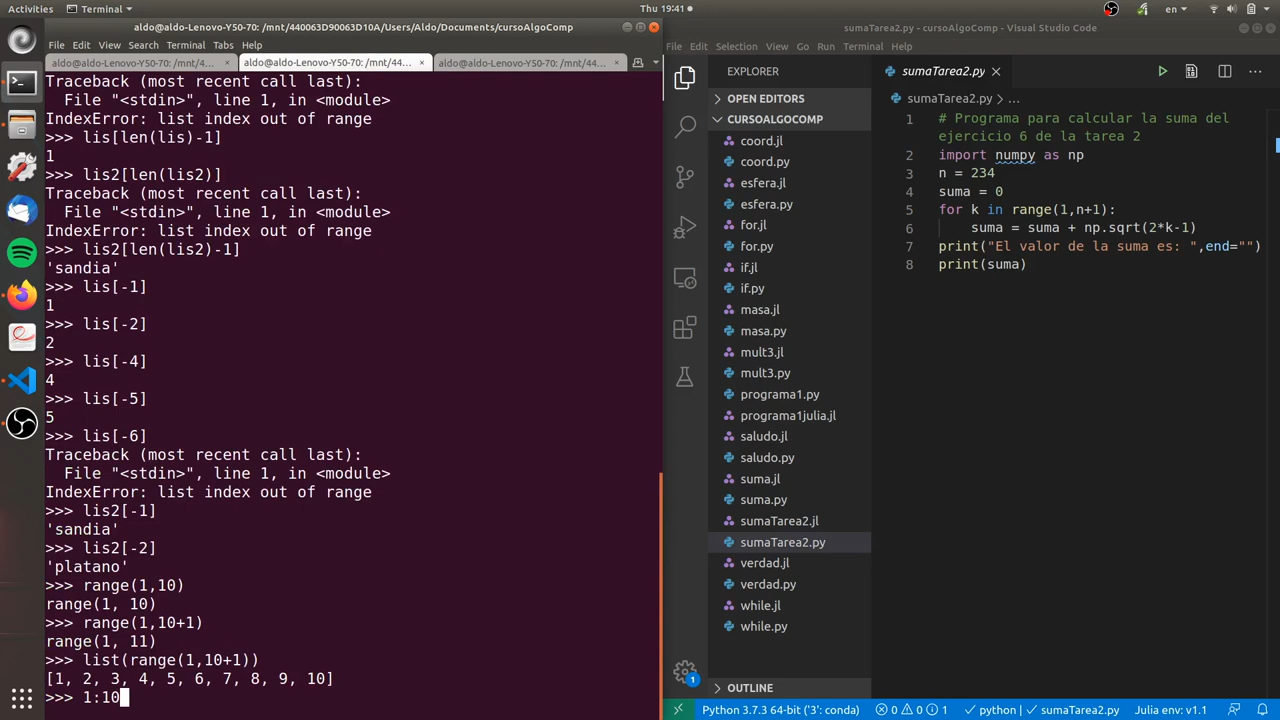 Activities
Terminal
Thu 19:41
en
aldo@aldo-Lenovo-Y50-70: /mnt/440063D90063D10A/Users/Aldo/Documents/cursoAlgoComp
File Edit View Search Terminal Tabs Help
aldo@aldo-Lenovo-Y50-70: /mnt/4...
aldo@aldo-Lenovo-Y50-70: /mnt/44...
aldo@aldo-Lenovo-Y50-70: /mnt/44...
Traceback (most recent call last):
  File "<stdin>", line 1, in <module>
IndexError: list index out of range
>>> lis[len(lis)-1]
1
>>> lis2[len(lis2)]
Traceback (most recent call last):
  File "<stdin>", line 1, in <module>
IndexError: list index out of range
>>> lis2[len(lis2)-1]
'sandia'
>>> lis[-1]
1
>>> lis[-2]
2
>>> lis[-4]
4
>>> lis[-5]
5
>>> lis[-6]
Traceback (most recent call last):
  File "<stdin>", line 1, in <module>
IndexError: list index out of range
>>> lis2[-1]
'sandia'
>>> lis2[-2]
'platano'
>>> range(1,10)
range(1, 10)
>>> range(1,10+1)
range(1, 11)
>>> list(range(1,10+1))
[1, 2, 3, 4, 5, 6, 7, 8, 9, 10]
>>> 1:10
sumaTarea2.py - cursoAlgoComp - Visual Studio Code
File Edit Selection View Go Run Terminal Help
EXPLORER
OPEN EDITORS
CURSOALGOCOMP
coord.jl
coord.py
esfera.jl
esfera.py
for.jl
for.py
if.jl
if.py
masa.jl
masa.py
mult3.jl
mult3.py
programa1.py
programa1julia.jl
saludo.jl
saludo.py
suma.jl
suma.py
sumaTarea2.jl
sumaTarea2.py
verdad.jl
verdad.py
while.jl
while.py
OUTLINE
1
sumaTarea2.py
sumaTarea2.py > ...
1 # Programa para calcular la suma del
ejercicio 6 de la tarea 2
2 import numpy as np
3 n = 234
4 suma = 0
5 for k in range(1,n+1):
6     suma = suma + np.sqrt(2*k-1)
7 print("El valor de la suma es: ",end="")
8 print(suma)
Python 3.7.3 64-bit ('3': conda) 0 0 1 python | sumaTarea2.py Julia env: v1.1